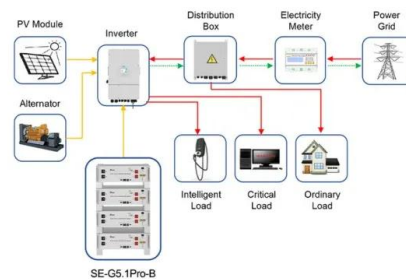 PV Module
Inverter
Distribution
Box
Electricity
Meter
Power
Grid
Alternator
Intelligent
Load
Critical
Load
Ordinary
Load
SE-G5.1Pro-B